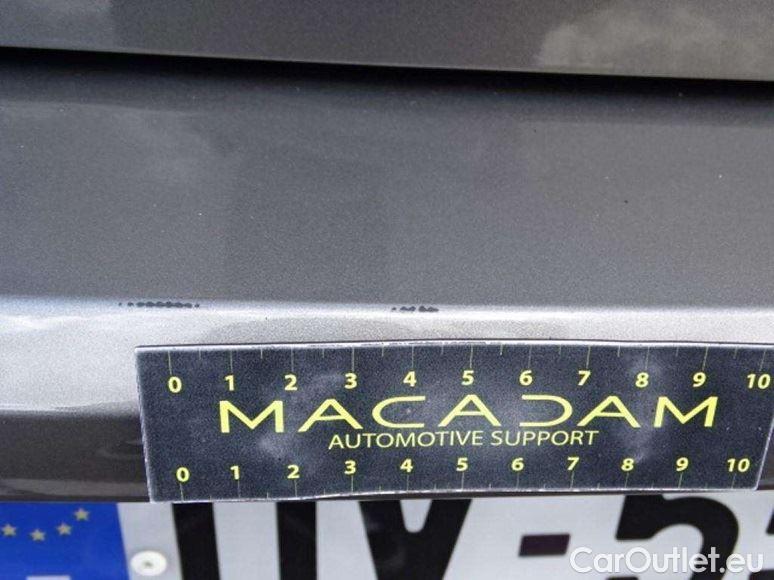 0 1 2 3 4 5 6 7 8 9 10
MACADAM
AUTOMOTIVE SUPPORT
0 1 2 3 4 5 6 7 8 9 10
CarOutlet.eu